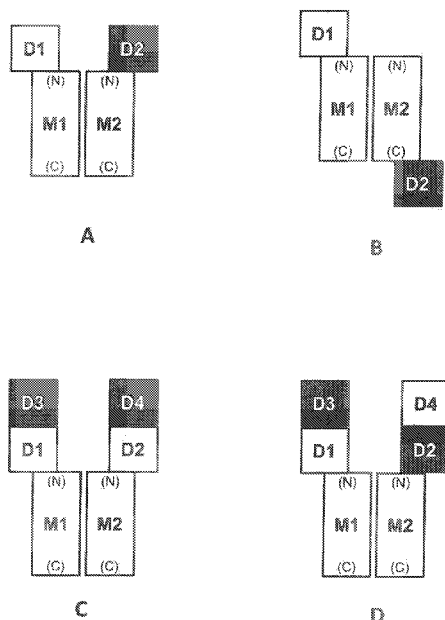 D1 D2 D1
(N) (N) (N) (N)
M1 M2 M1 M2
(C) (C) (C) (C)
D2
A
B
D3 D4 D3 D4
D1 D2 D1 D2
(N) (N) (N) (N)
M1 M2 M1 M2
(C) (C) (C) (C)
C D